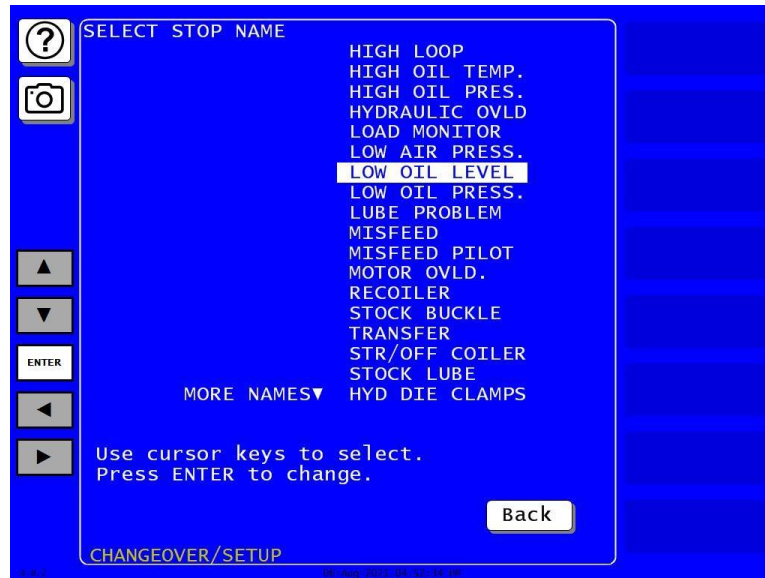 SELECT STOP NAME
HIGH LOOP
HIGH OIL TEMP.
HIGH OIL PRES.
HYDRAULIC OVLD
LOAD MONITOR
LOW AIR PRESS.
LOW OIL LEVEL
LOW OIL PRESS.
LUBE PROBLEM
MISFEED
MISFEED PILOT
MOTOR OVLD.
RECOILER
STOCK BUCKLE
TRANSFER
STR/OFF COILER
STOCK LUBE
MORE NAMES▼ HYD DIE CLAMPS
ENTER
Use cursor keys to select.
Press ENTER to change.
Back
CHANGEOVER/SETUP